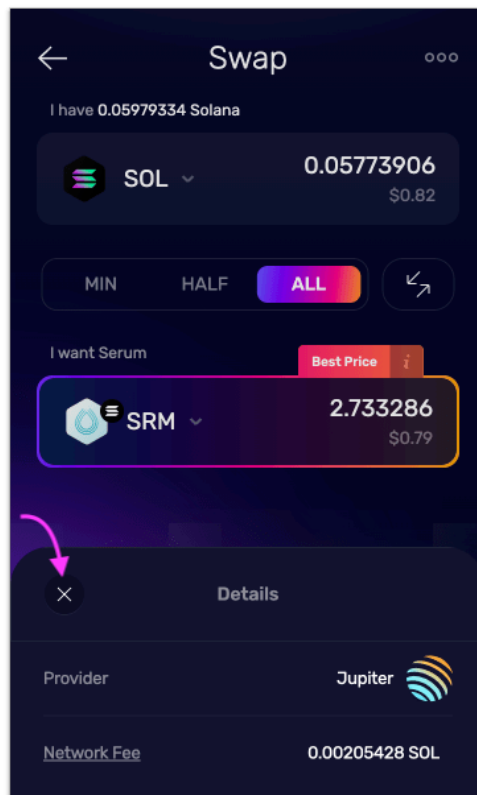 Swap
I have 0.05979334 Solana
SOL 0.05773906
$0.82
MIN HALF ALL
I want Serum
Best Price i
SRM 2.733286
$0.79
Details
Provider Jupiter
Network Fee 0.00205428 SOL